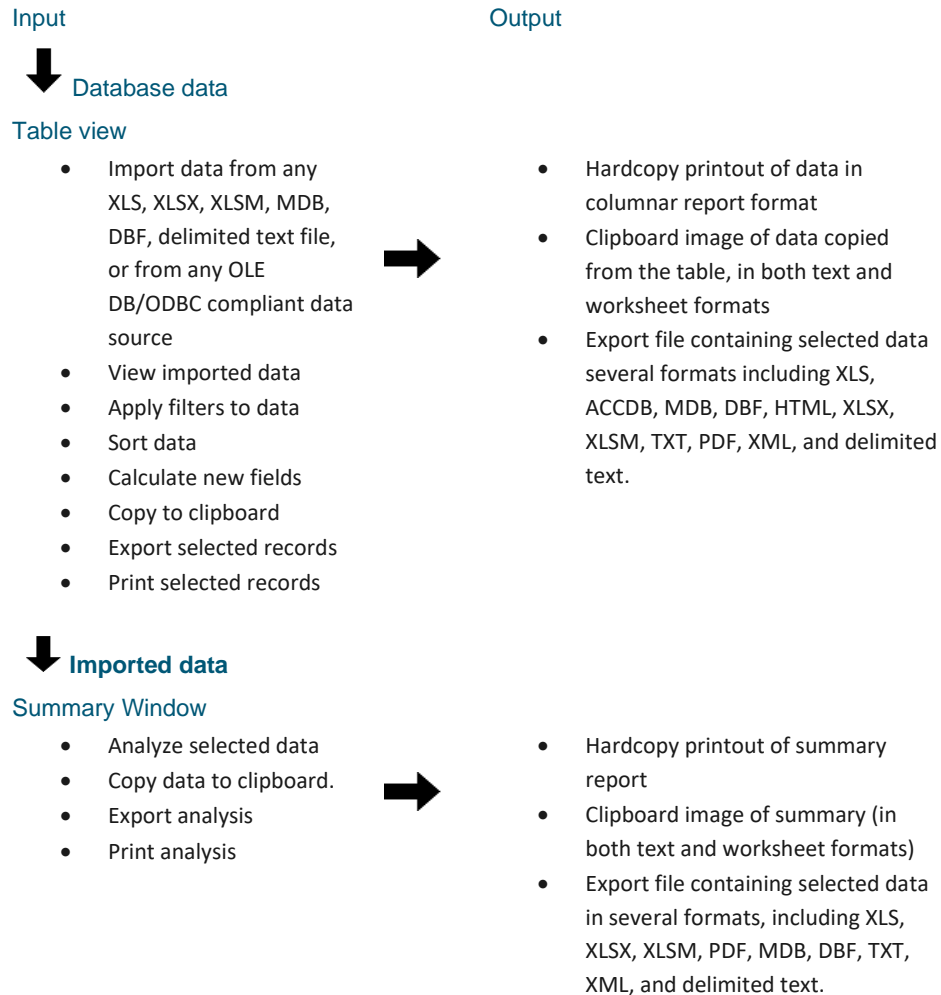 Input
Output
Database data
Table view
• Import data from any
XLS, XLSX, XLSM, MDB,
DBF, delimited text file,
or from any OLE
DB/ODBC compliant data
source
• View imported data
• Apply filters to data
• Sort data
• Calculate new fields
• Copy to clipboard
• Export selected records
• Print selected records
• Hardcopy printout of data in
columnar report format
• Clipboard image of data copied
from the table, in both text and
worksheet formats
• Export file containing selected data
several formats including XLS,
ACCDB, MDB, DBF, HTML, XLSX,
XLSM, TXT, PDF, XML, and delimited
text.
Imported data
Summary Window
• Analyze selected data
• Copy data to clipboard.
• Export analysis
• Print analysis
• Hardcopy printout of summary
report
• Clipboard image of summary (in
both text and worksheet formats)
• Export file containing selected data
in several formats, including XLS,
XLSX, XLSM, PDF, MDB, DBF, TXT,
XML, and delimited text.